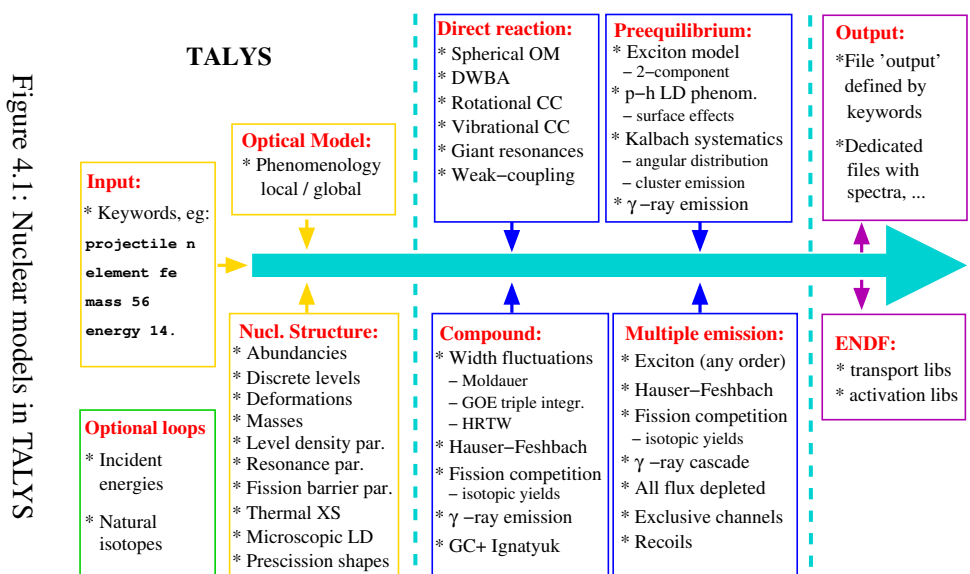 Figure 4.1: Nuclear models in TALYS
TALYS
Input:
* Keywords, eg:
projectile n
element fe
mass 56
energy 14.
Optional loops
* Incident
energies
* Natural
isotopes
Optical Model:
* Phenomenology
local / global
Nucl. Structure:
* Abundancies
* Discrete levels
* Deformations
* Masses
* Level density par.
* Resonance par.
* Fission barrier par.
* Thermal XS
* Microscopic LD
* Prescission shapes
Direct reaction:
* Spherical OM
* DWBA
* Rotational CC
* Vibrational CC
* Giant resonances
* Weak−coupling
Compound:
* Width fluctuations
− Moldauer
− GOE triple integr.
− HRTW
* Hauser−Feshbach
* Fission competition
− isotopic yields
* γ −ray emission
* GC+ Ignatyuk
Preequilibrium:
* Exciton model
− 2−component
* p−h LD phenom.
− surface effects
* Kalbach systematics
− angular distribution
− cluster emission
* γ −ray emission
Multiple emission:
* Exciton (any order)
* Hauser−Feshbach
* Fission competition
− isotopic yields
* γ −ray cascade
* All flux depleted
* Exclusive channels
* Recoils
Output:
*File 'output'
defined by
keywords
*Dedicated
files with
spectra, ...
ENDF:
* transport libs
* activation libs